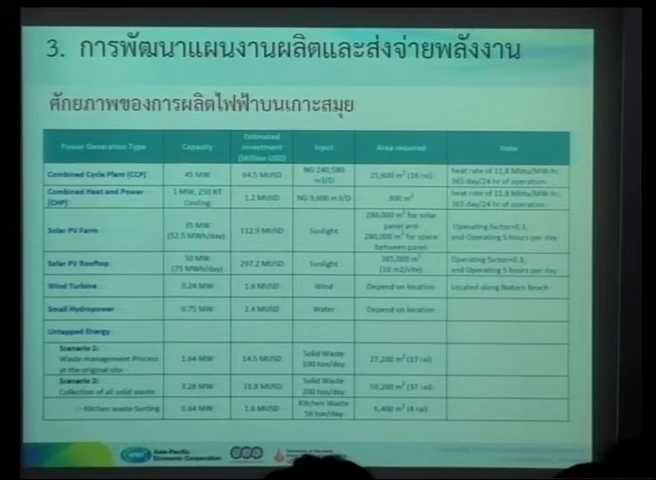 3. การพัฒนาแผนงานผลิตและส่งจ่ายพลังงาน
ศักยภาพของการผลิตไฟฟ้าบนเกาะสมุย
Power Generation Type Capacity Estimated Investment (Million USD) Input Area required Note
Combined Cycle Plant (CCP) 45 MW 64.5 MUSD NG 240,580 m3/D 25,600 m² (16 rai) heat rate of 11.8 Mbtu/MW-hr, 365 day/24 hr of operation
Combined Heat and Power (CHP) 1 MW, 250 RT Cooling 1.2 MUSD NG 9,600 m3/D 800 m² heat rate of 11.8 Mbtu/MW-hr, 365 day/24 hr of operation
Solar PV Farm 35 MW (52.5 MWh/day) 112.9 MUSD Sunlight 280,000 m² for solar panel and 280,000 m² for space between panel Operating factor=0.3, and Operating 5 hours per day
Solar PV Rooftop 50 MW (75 MWh/day) 297.2 MUSD Sunlight 385,000 m² (10 m2/site) Operating factor=0.3, and Operating 5 hours per day
Wind Turbine 0.24 MW 1.6 MUSD Wind Depend on location Located along Natorn Beach
Small Hydropower 0.75 MW 2.4 MUSD Water Depend on location
Untapped Energy
Scenario 1: Waste management Process at the original site 1.64 MW 14.5 MUSD Solid Waste 100 ton/day 27,200 m² (17 rai)
Scenario 2: Collection of all solid waste 3.28 MW 31.8 MUSD Solid Waste 200 ton/day 59,200 m² (37 rai)
:- Kitchen waste Sorting 0.64 MW 1.6 MUSD Kitchen Waste 58 ton/day 6,400 m² (4 rai)
Asia-Pacific
Economic Cooperation